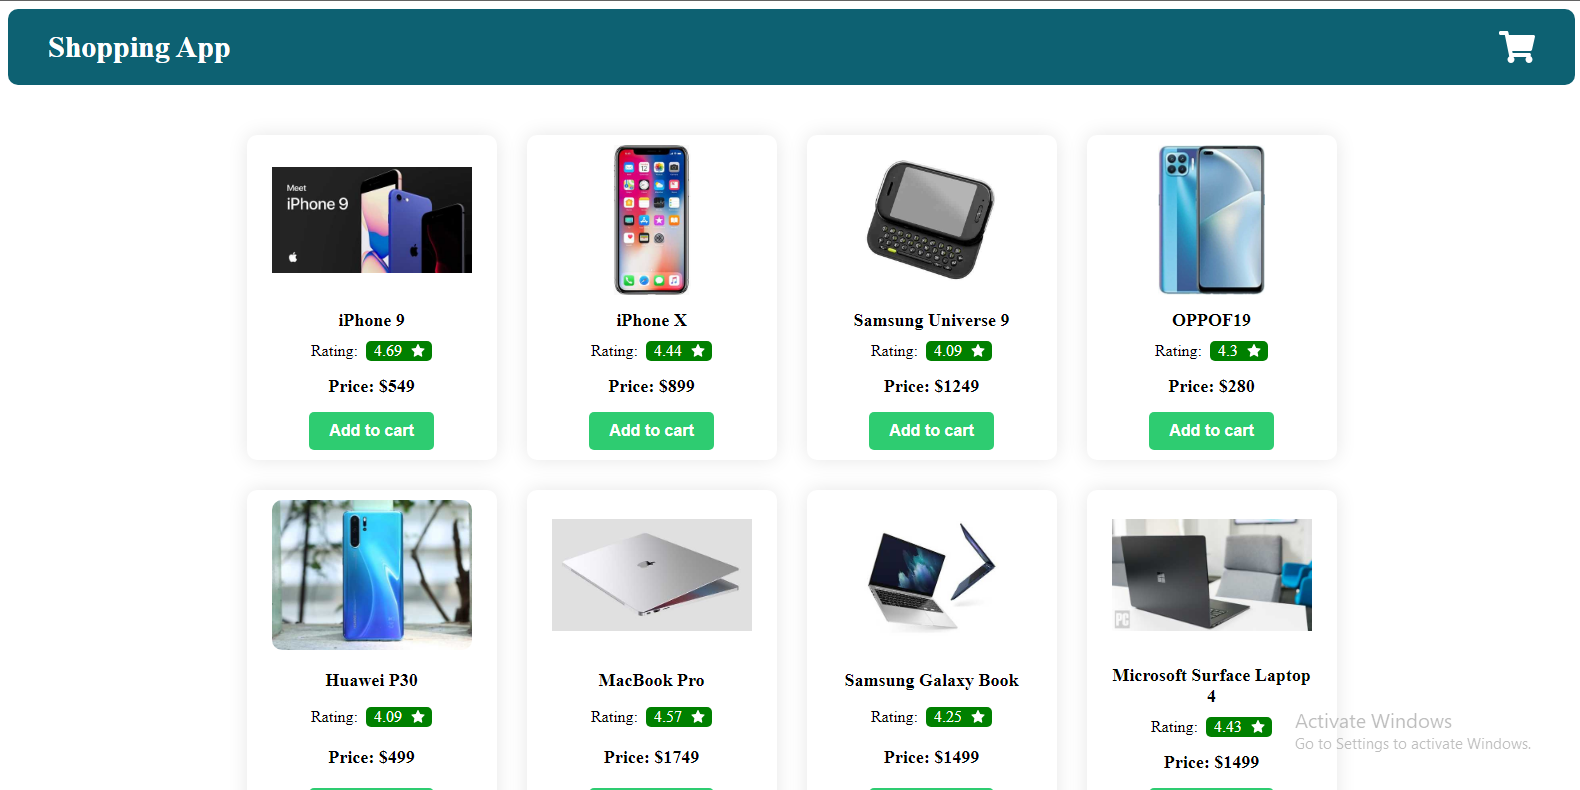 Shopping App
Meet
iPhone 9
iPhone 9
Rating: 4.69
Price: $549
Add to cart
iPhone X
Rating: 4.44
Price: $899
Add to cart
Samsung Universe 9
Rating: 4.09
Price: $1249
Add to cart
OPPOF19
Rating: 4.3
Price: $280
Add to cart
Huawei P30
Rating: 4.09
Price: $499
MacBook Pro
Rating: 4.57
Price: $1749
Samsung Galaxy Book
Rating: 4.25
Price: $1499
PC
Microsoft Surface Laptop
4
Rating: 4.43
Price: $1499
Activate Windows
Go to Settings to activate Windows.